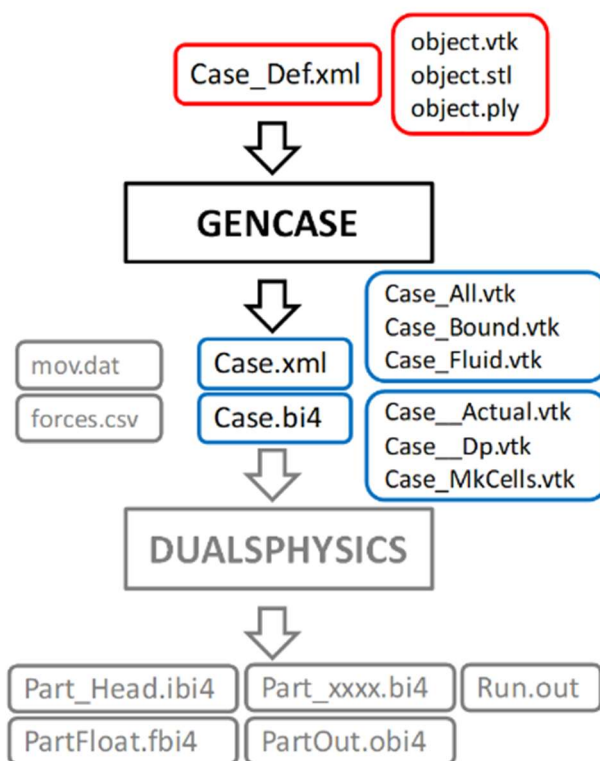 Case_Def.xml
object.vtk
object.stl
object.ply
GENCASE
Case_All.vtk
Case_Bound.vtk
Case_Fluid.vtk
mov.dat
Case.xml
forces.csv
Case.bi4
Case__Actual.vtk
Case__Dp.vtk
Case_MkCells.vtk
DUALSPHYSICS
Part_Head.ibi4
Part_xxxx.bi4
Run.out
PartFloat.fbi4
PartOut.obi4